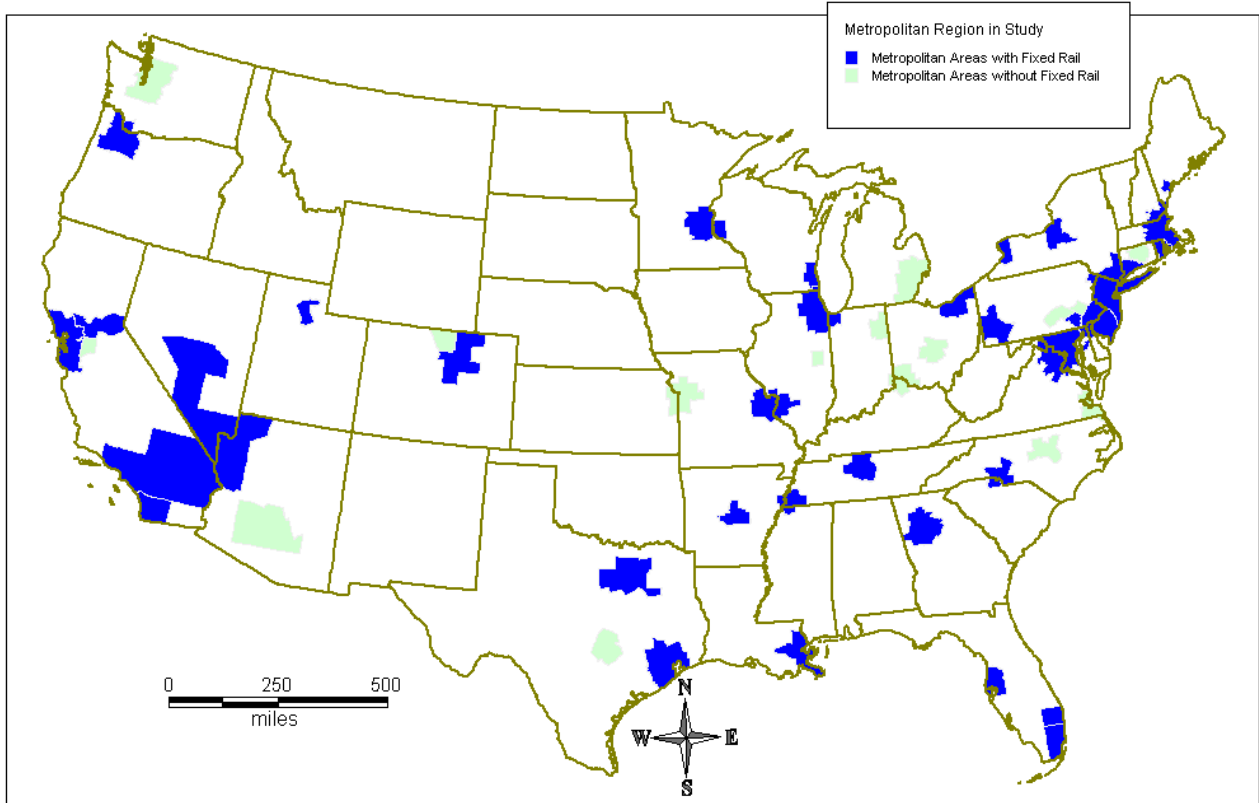 Metropolitan Region in Study
Metropolitan Areas with Fixed Rail
Metropolitan Areas without Fixed Rail
0 250 500
miles
N
W E
S